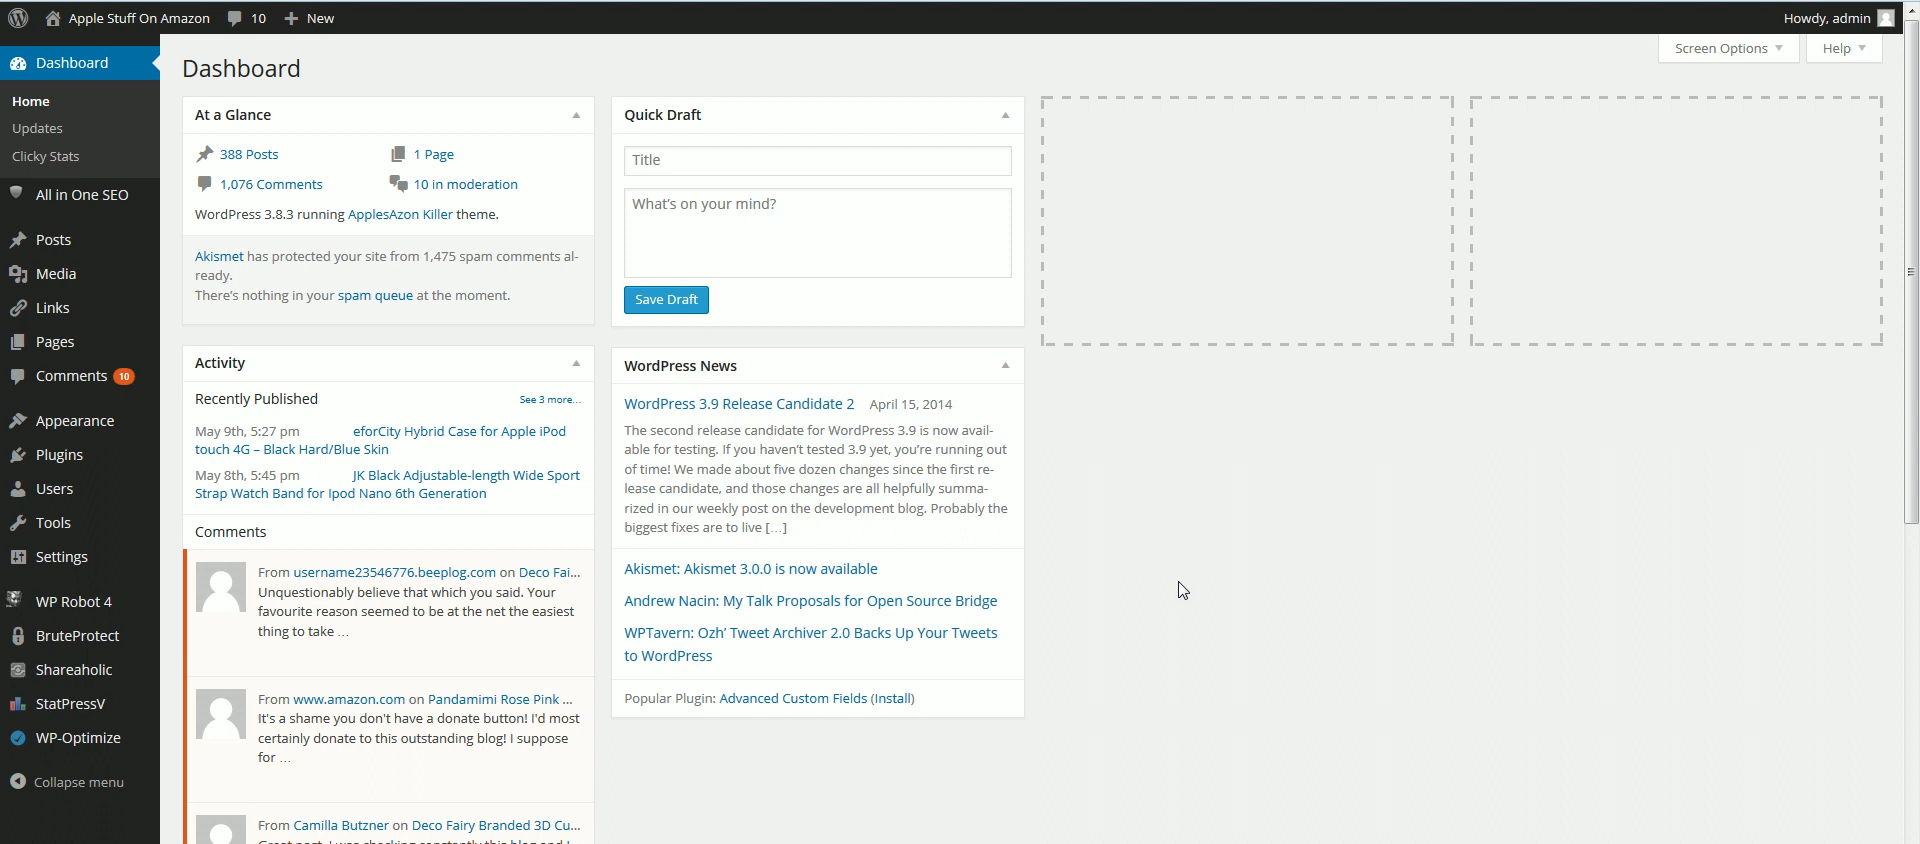 Apple Stuff On Amazon 10 New Howdy, admin
Screen Options Help
Dashboard
Home
Updates
Clicky Stats
All in One SEO
Posts
Media
Links
Pages
Comments 10
Appearance
Plugins
Users
Tools
Settings
WP Robot 4
BruteProtect
Shareaholic
StatPressV
WP-Optimize
Collapse menu
Dashboard
At a Glance
388 Posts 1 Page
1,076 Comments 10 in moderation
WordPress 3.8.3 running ApplesAzon Killer theme.
Akismet has protected your site from 1,475 spam comments al-
ready.
There's nothing in your spam queue at the moment.
Activity
Recently Published See 3 more...
May 9th, 5:27 pm eforCity Hybrid Case for Apple iPod
touch 4G – Black Hard/Blue Skin
May 8th, 5:45 pm JK Black Adjustable-length Wide Sport
Strap Watch Band for Ipod Nano 6th Generation
Comments
From username23546776.beeplog.com on Deco Fai...
Unquestionably believe that which you said. Your
favourite reason seemed to be at the net the easiest
thing to take ...
From www.amazon.com on Pandamimi Rose Pink ...
It's a shame you don't have a donate button! I'd most
certainly donate to this outstanding blog! I suppose
for ...
From Camilla Butzner on Deco Fairy Branded 3D Cu...
Quick Draft
Title
What's on your mind?
Save Draft
WordPress News
WordPress 3.9 Release Candidate 2 April 15, 2014
The second release candidate for WordPress 3.9 is now avail-
able for testing. If you haven't tested 3.9 yet, you're running out
of time! We made about five dozen changes since the first re-
lease candidate, and those changes are all helpfully summa-
rized in our weekly post on the development blog. Probably the
biggest fixes are to live [...]
Akismet: Akismet 3.0.0 is now available
Andrew Nacin: My Talk Proposals for Open Source Bridge
WPTavern: Ozh' Tweet Archiver 2.0 Backs Up Your Tweets
to WordPress
Popular Plugin: Advanced Custom Fields (Install)